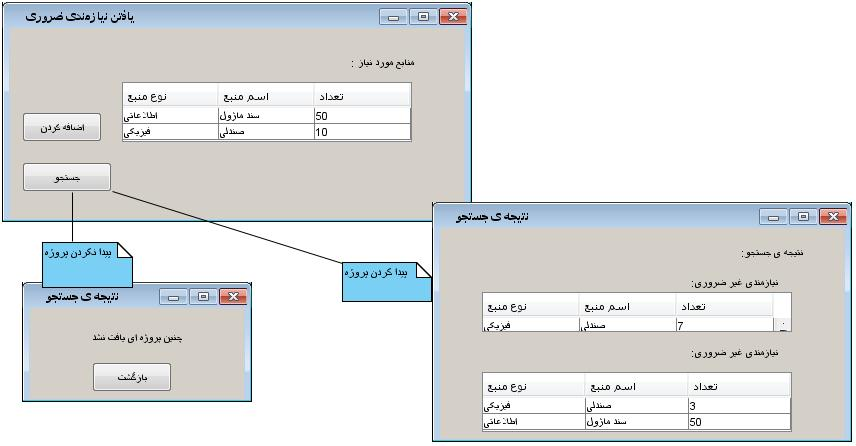 یافتن نیازمندی ضروری
منابع مورد نیاز :
نوع منبع اسم منبع تعداد
اطلاعاتی سند ماژول 50
فیزیکی صندلی 10
اضافه کردن
جستجو
پیدا نکردن پروژه
پیدا کردن پروژه
نتیجه ی جستجو
چنین پروژه ای یافت نشد
بازگشت
نتیجه ی جستجو
نتیجه ی جستجو:
نیازمندی غیر ضروری:
نوع منبع اسم منبع تعداد
فیزیکی صندلی 7
نیازمندی غیر ضروری:
نوع منبع اسم منبع تعداد
فیزیکی صندلی 3
اطلاعاتی سند ماژول 50